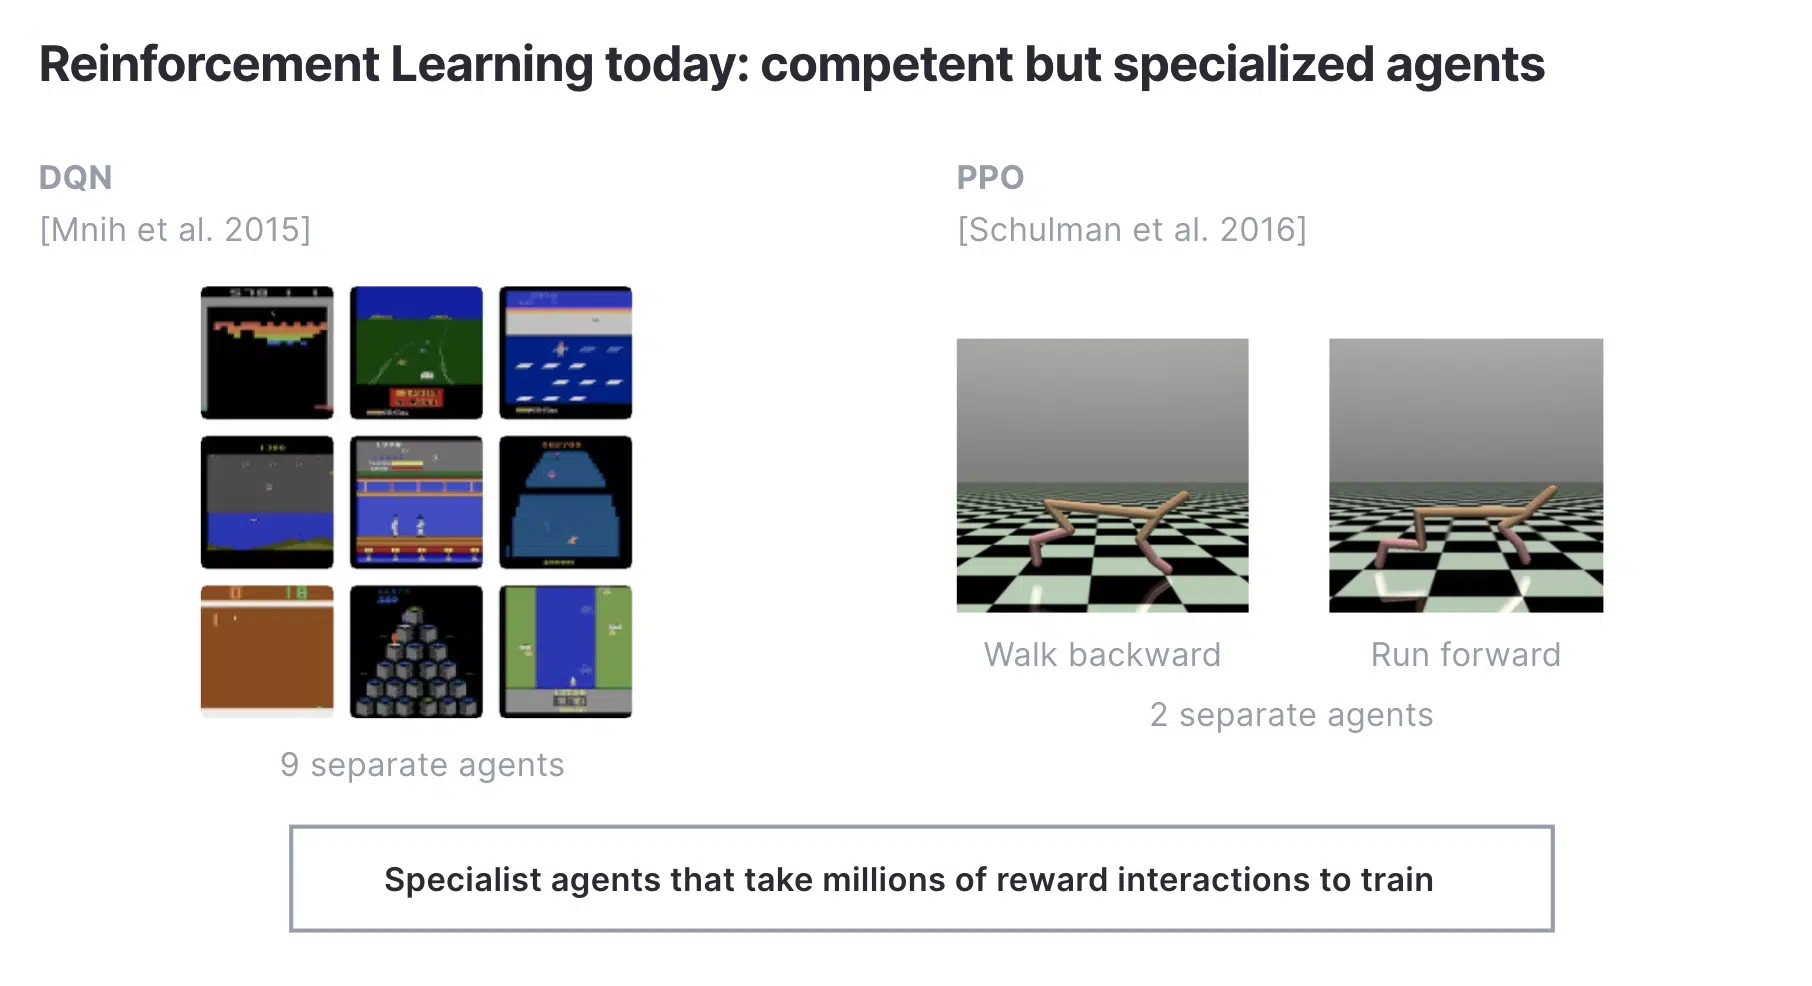 Reinforcement Learning today: competent but specialized agents
DQN
[Mnih et al. 2015]
9 separate agents
PPO
[Schulman et al. 2016]
Walk backward
Run forward
2 separate agents
Specialist agents that take millions of reward interactions to train